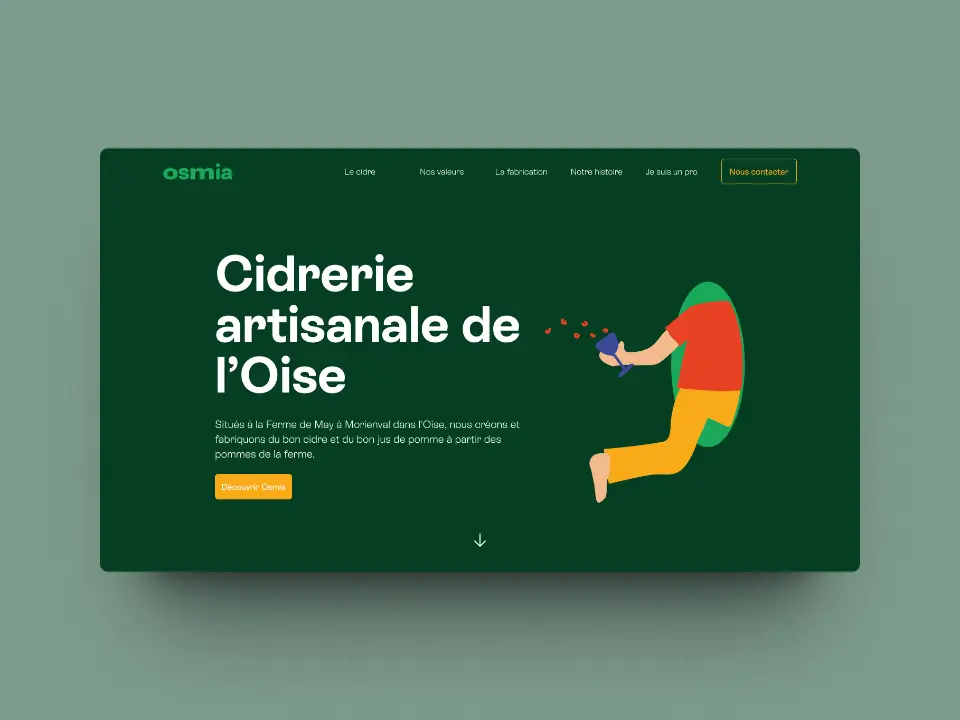 osmia
Le cidre
Nos valeurs
La fabrication
Notre histoire
Je suis un pro
Nous contacter
Cidrerie
artisanale de
l’Oise
Situés à la Ferme de May à Morienval dans l’Oise, nous créons et
fabriquons du bon cidre et du bon jus de pomme à partir des
pommes de la ferme.
Découvrir Osmia